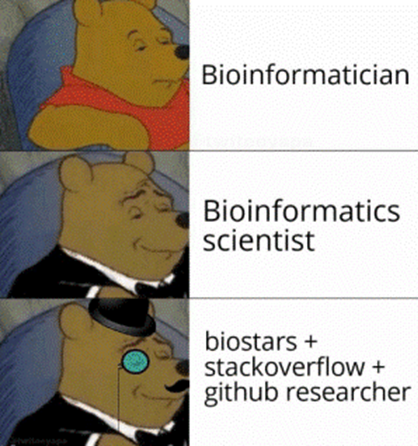 Bioinformatician
Bioinformatics
scientist
biostars +
stackoverflow +
github researcher